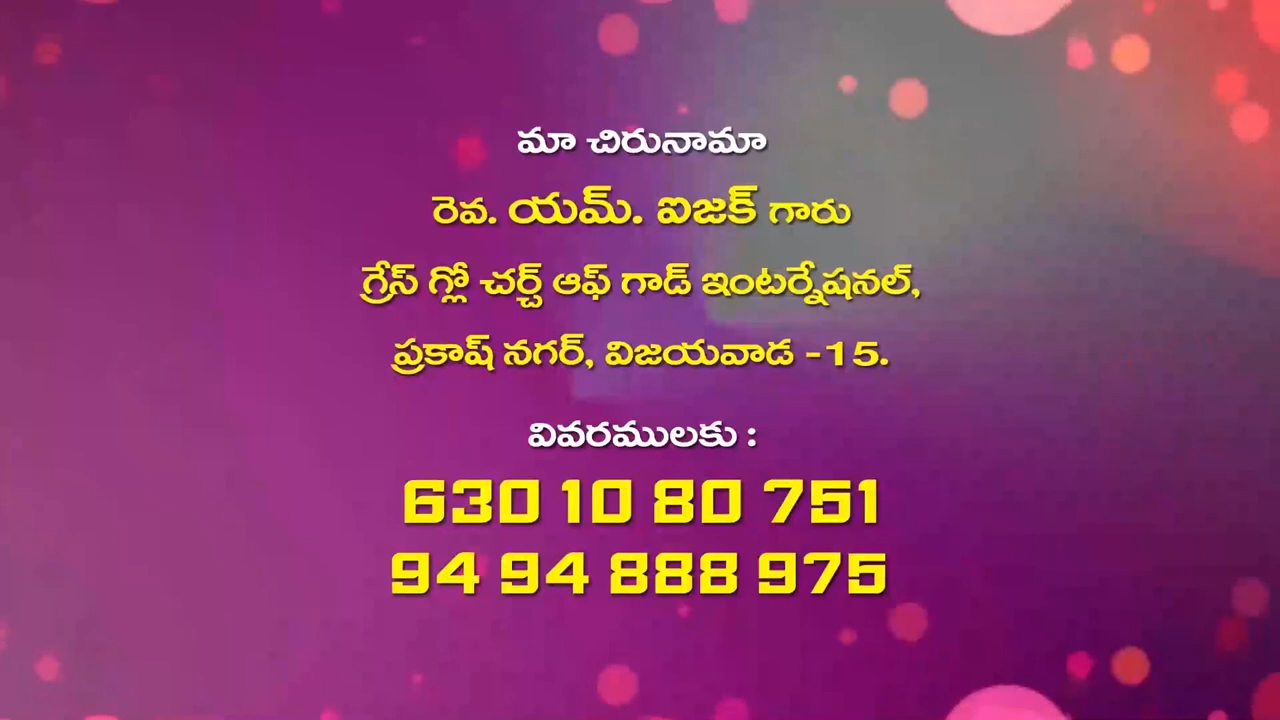 మా చిరునామా
రెవ. యమ్. ఐజక్ గారు
గ్రేస్ గ్లో చర్చ్ ఆఫ్ గాడ్ ఇంటర్నేషనల్,
ప్రకాష్ నగర్, విజయవాడ -15.
వివరములకు :
630 10 80 751
94 94 888 975